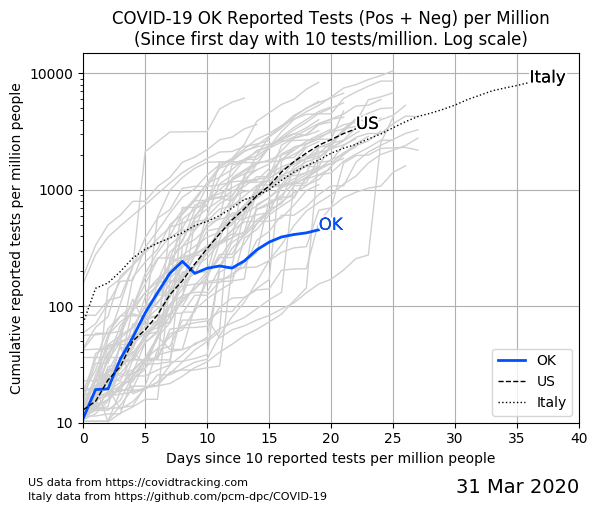 COVID-19 OK Reported Tests (Pos + Neg) per Million
(Since first day with 10 tests/million. Log scale)
Cumulative reported tests per million people
10000
1000
100
10
Italy
US
OK
OK
US
Italy
0 5 10 15 20 25 30 35 40
Days since 10 reported tests per million people
US data from https://covidtracking.com
Italy data from https://github.com/pcm-dpc/COVID-19
31 Mar 2020